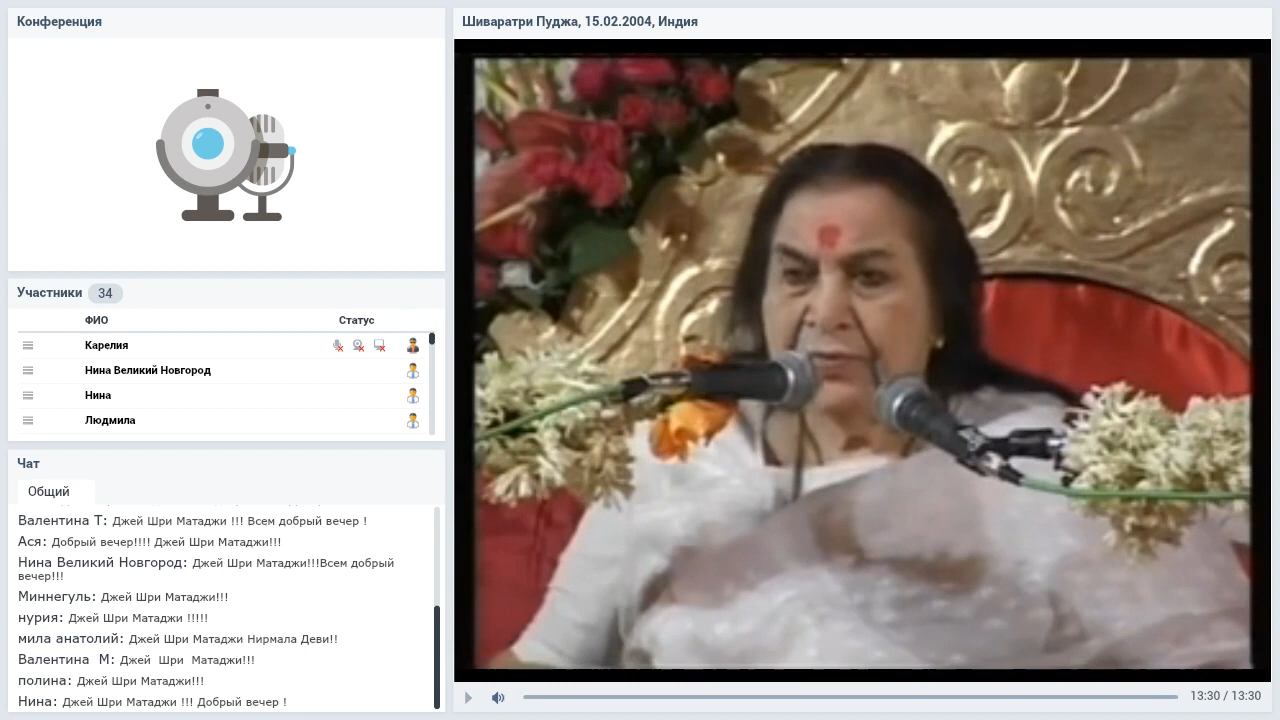 Конференция
Участники 34
ФИО Статус
Карелия
Нина Великий Новгород
Нина
Людмила
Чат
Общий
Валентина Т: Джей Шри Матаджи !!! Всем добрый вечер !
Ася: Добрый вечер!!!! Джей Шри Матаджи!!!
Нина Великий Новгород: Джей Шри Матаджи!!!Всем добрый
вечер!!!
Миннегуль: Джей Шри Матаджи!!!
нурия: Джей Шри Матаджи !!!!!
мила анатолий: Джей Шри Матаджи Нирмала Деви!!
Валентина М: Джей Шри Матаджи!!!
полина: Джей Шри Матаджи!!!
Нина: Джей Шри Матаджи !!! Добрый вечер !
Шиваратри Пуджа, 15.02.2004, Индия
13:30 / 13:30